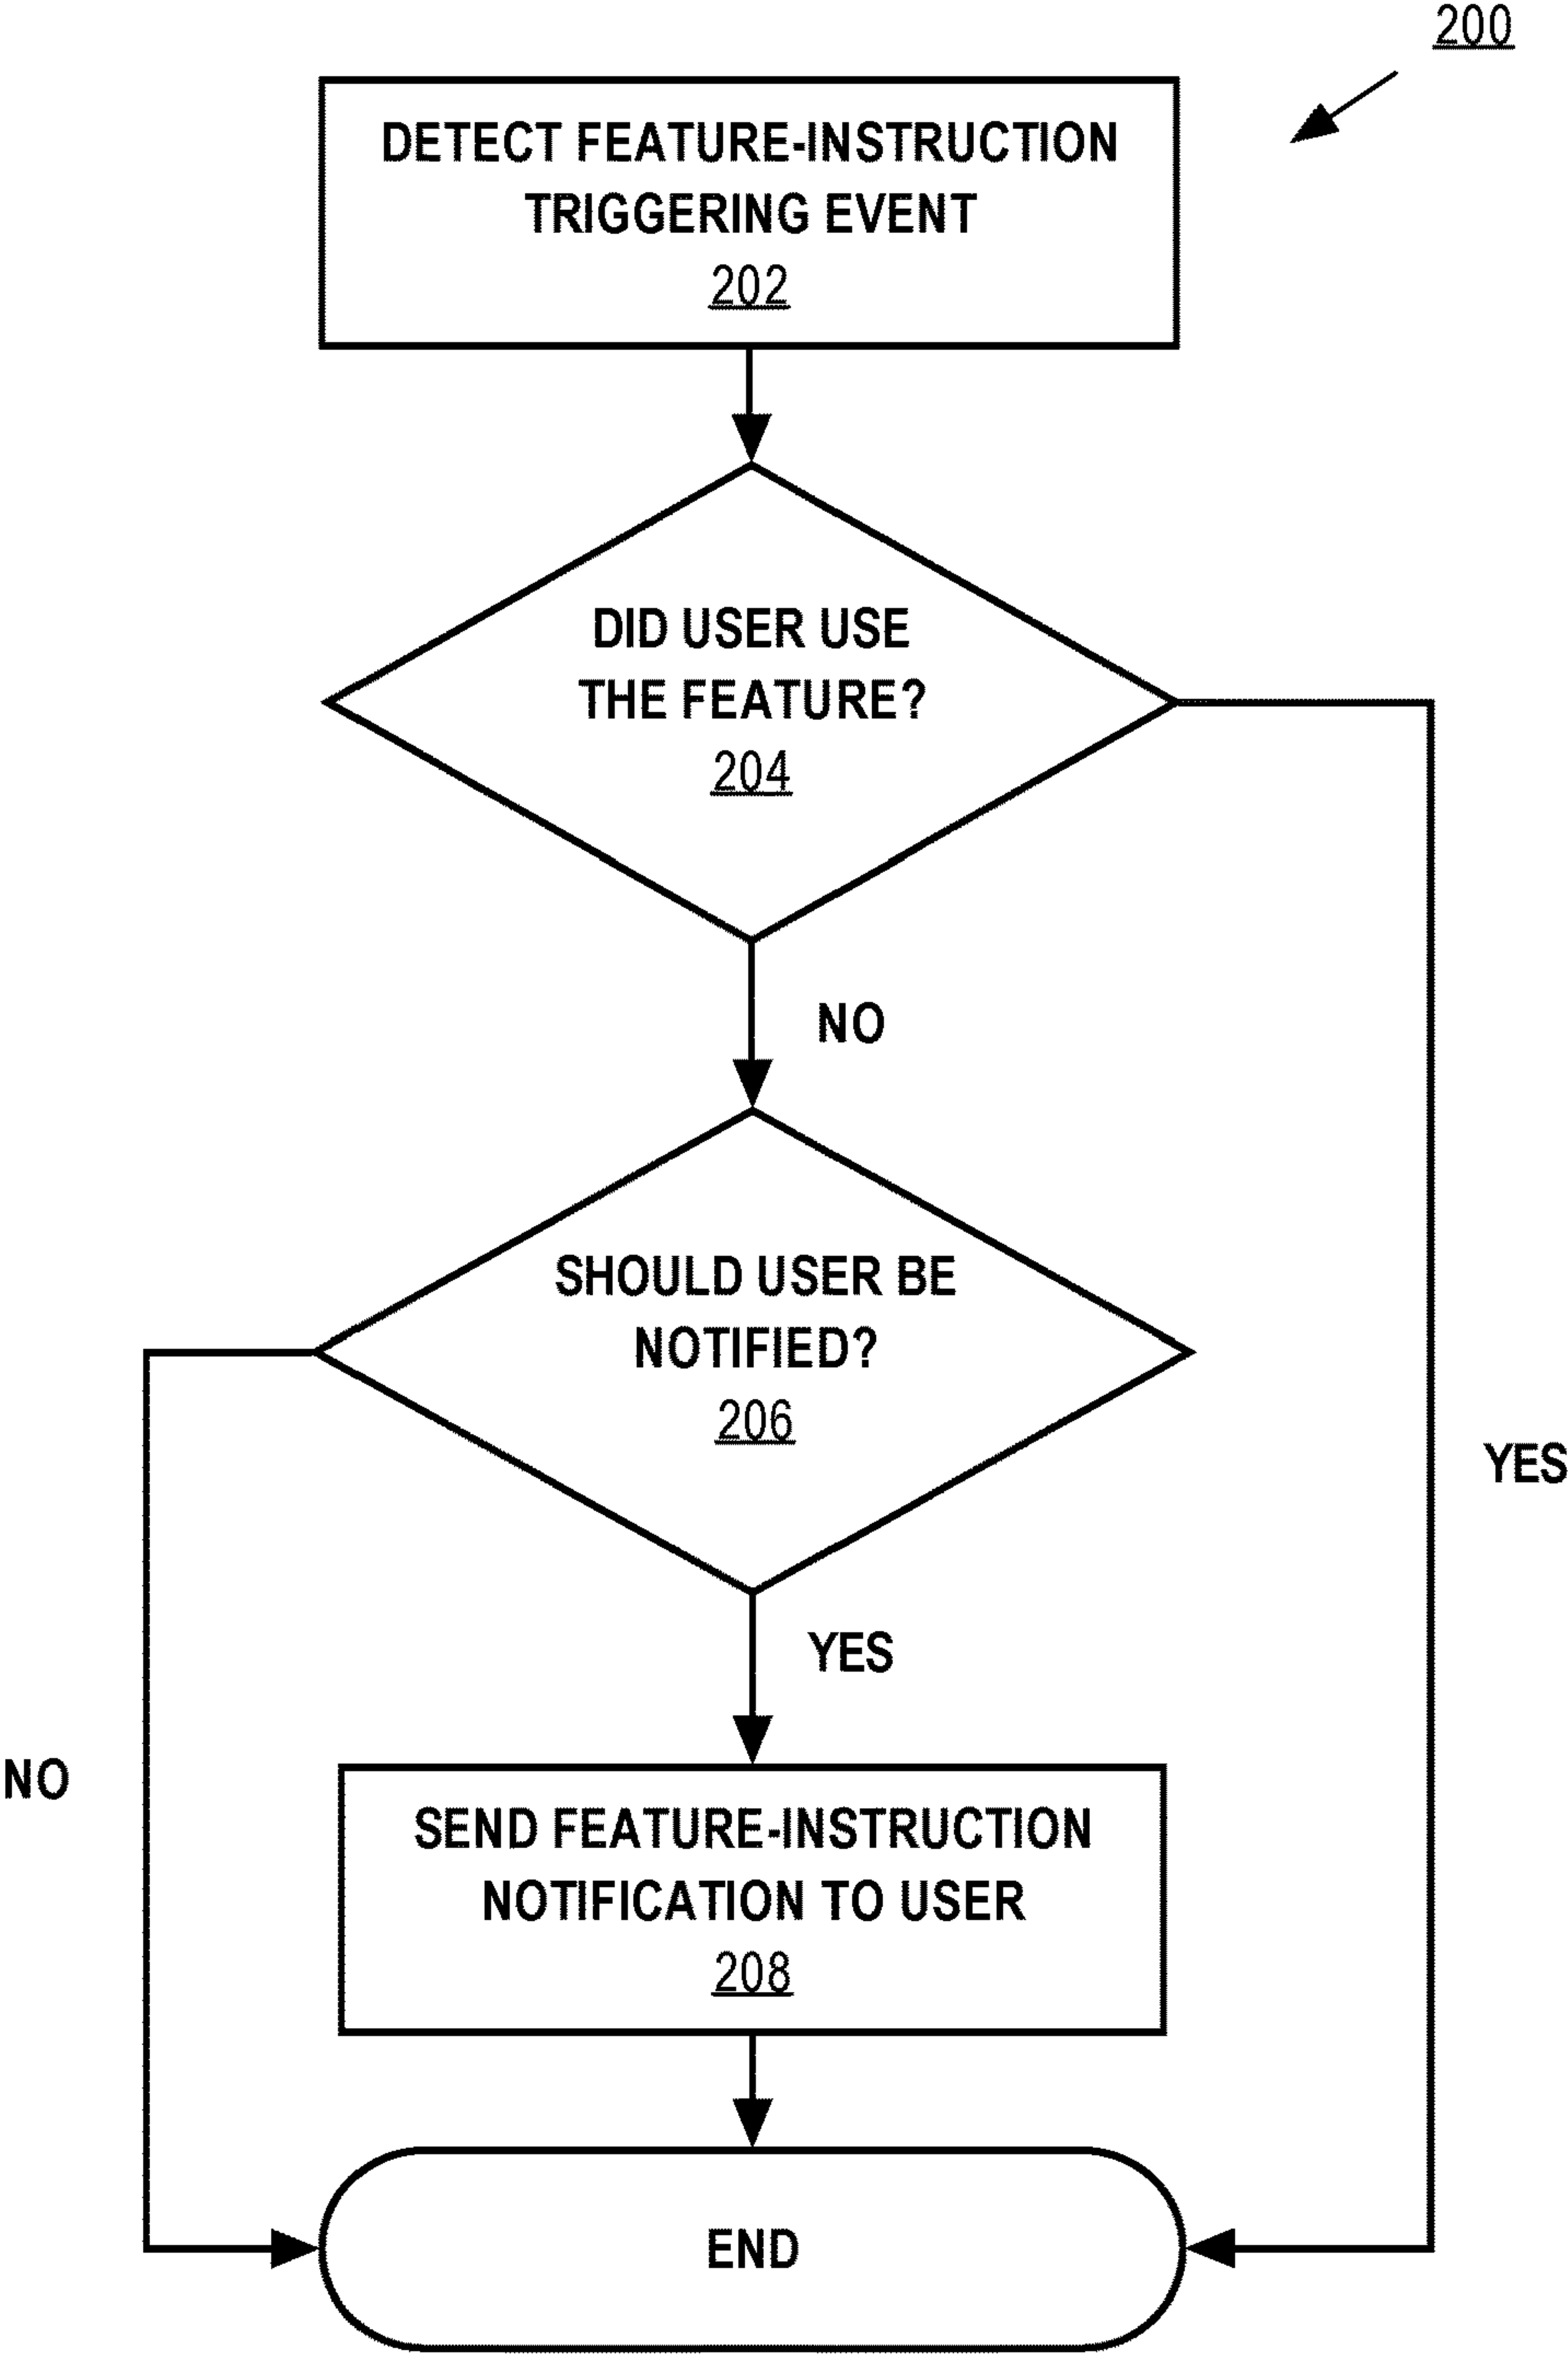 200
DETECT FEATURE-INSTRUCTION
TRIGGERING EVENT
202
DID USER USE
THE FEATURE?
204
NO
SHOULD USER BE
NOTIFIED?
206
YES
YES
NO
SEND FEATURE-INSTRUCTION
NOTIFICATION TO USER
208
END